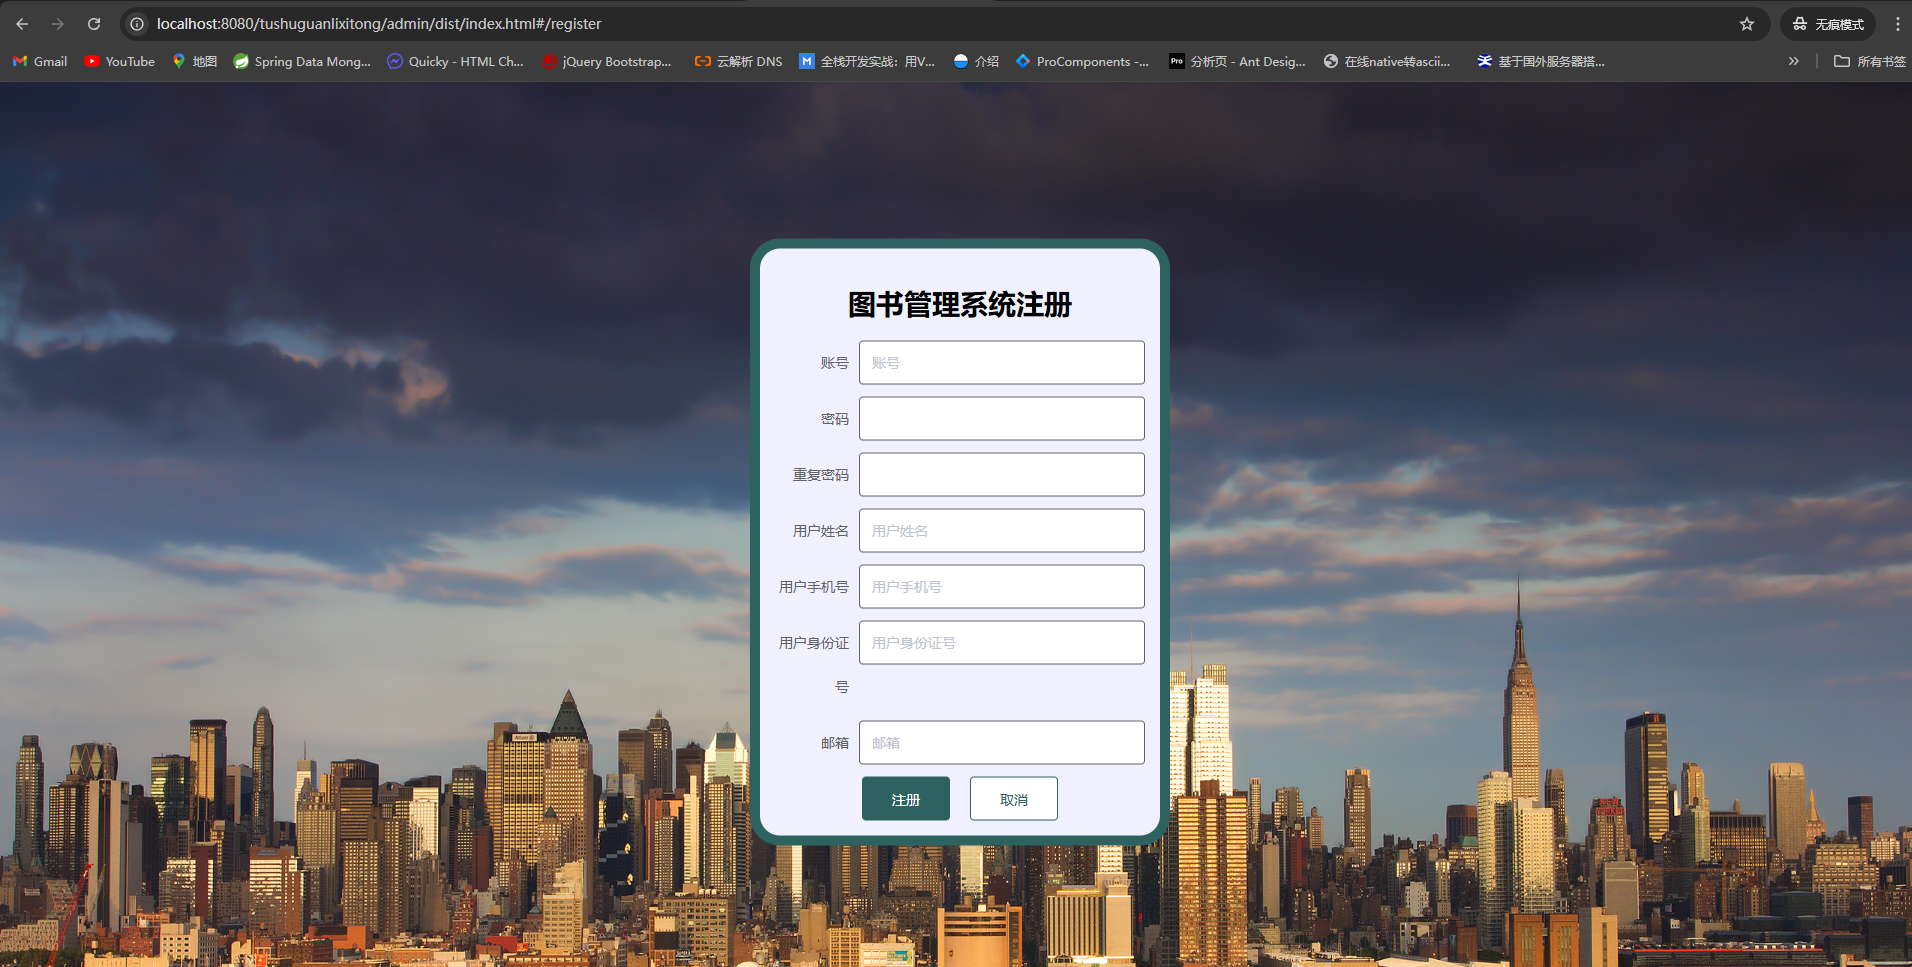 localhost:8080/tushuguanlixitong/admin/dist/index.html#/register
无痕模式
Gmail
YouTube
地图
Spring Data Mong...
Quicky - HTML Ch...
jQuery Bootstrap...
云解析 DNS
M
全栈开发实战：用V...
介绍
ProComponents -...
Pro
分析页 - Ant Desig...
在线native转ascii...
基于国外服务器搭...
所有书签
图书管理系统注册
账号
账号
密码
重复密码
用户姓名
用户姓名
用户手机号
用户手机号
用户身份证
号
用户身份证号
邮箱
邮箱
注册
取消